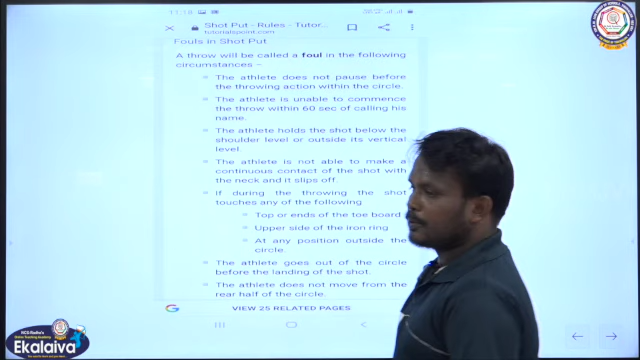 11:18
Shot Put - Rules - Tutor...
tutorialspoint.com
Fouls in Shot Put
A throw will be called a foul in the following
circumstances –
The athlete does not pause before
the throwing action within the circle.
The athlete is unable to commence
the throw within 60 sec of calling his
name.
The athlete holds the shot below the
shoulder level or outside its vertical
level.
The athlete is not able to make a
continuous contact of the shot with
the neck and it slips off.
If during the throwing the shot
touches any of the following
Top or ends of the toe board
Upper side of the iron ring
At any position outside the
circle.
The athlete goes out of the circle
before the landing of the shot.
The athlete does not move from the
rear half of the circle.
G
VIEW 25 RELATED PAGES
Ekalaiva